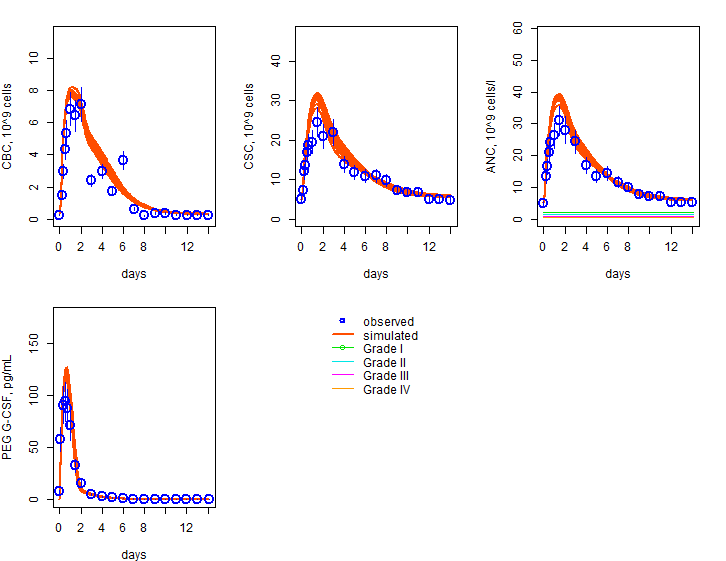 CBC, 10^9 cells
0 2 4 6 8 10
0 2 4 6 8 12
days
CSC, 10^9 cells
0 10 20 30 40
0 2 4 6 8 12
days
ANC, 10^9 cells/l
0 10 20 30 40 50 60
0 2 4 6 8 12
days
PEG G-CSF, pg/mL
0 50 100 150
0 2 4 6 8 12
days
observed
simulated
Grade I
Grade II
Grade III
Grade IV